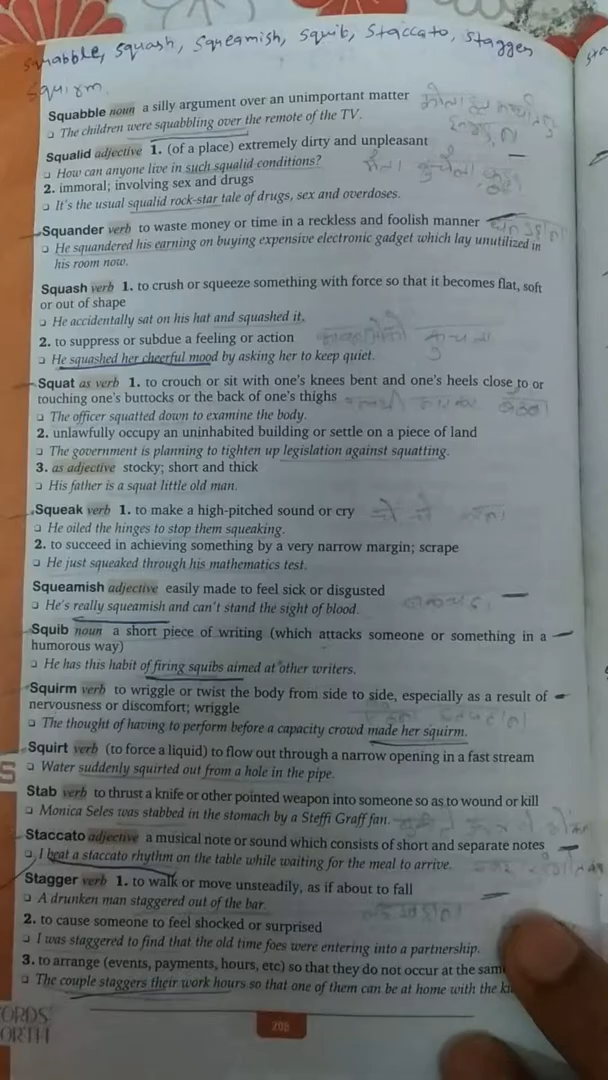 squabble, squash, squeamish, squib, staccato, stagger
squirm
Squabble noun a silly argument over an unimportant matter
❑ The children were squabbling over the remote of the TV.
Squalid adjective 1. (of a place) extremely dirty and unpleasant
❑ How can anyone live in such squalid conditions?
2. immoral; involving sex and drugs
❑ It's the usual squalid rock-star tale of drugs, sex and overdoses.
Squander verb to waste money or time in a reckless and foolish manner
❑ He squandered his earning on buying expensive electronic gadget which lay unutilized in
his room now.
Squash verb 1. to crush or squeeze something with force so that it becomes flat, soft
or out of shape
❑ He accidentally sat on his hat and squashed it.
2. to suppress or subdue a feeling or action
❑ He squashed her cheerful mood by asking her to keep quiet.
Squat as verb 1. to crouch or sit with one's knees bent and one's heels close to or
touching one's buttocks or the back of one's thighs
❑ The officer squatted down to examine the body.
2. unlawfully occupy an uninhabited building or settle on a piece of land
❑ The government is planning to tighten up legislation against squatting.
3. as adjective stocky; short and thick
❑ His father is a squat little old man.
Squeak verb 1. to make a high-pitched sound or cry
❑ He oiled the hinges to stop them squeaking.
2. to succeed in achieving something by a very narrow margin; scrape
❑ He just squeaked through his mathematics test.
Squeamish adjective easily made to feel sick or disgusted
❑ He's really squeamish and can't stand the sight of blood.
Squib noun a short piece of writing (which attacks someone or something in a
humorous way)
❑ He has this habit of firing squibs aimed at other writers.
Squirm verb to wriggle or twist the body from side to side, especially as a result of
nervousness or discomfort; wriggle
❑ The thought of having to perform before a capacity crowd made her squirm.
Squirt verb (to force a liquid) to flow out through a narrow opening in a fast stream
❑ Water suddenly squirted out from a hole in the pipe.
Stab verb to thrust a knife or other pointed weapon into someone so as to wound or kill
❑ Monica Seles was stabbed in the stomach by a Steffi Graff fan.
Staccato adjective a musical note or sound which consists of short and separate notes
❑ I beat a staccato rhythm on the table while waiting for the meal to arrive.
Stagger verb 1. to walk or move unsteadily, as if about to fall
❑ A drunken man staggered out of the bar.
2. to cause someone to feel shocked or surprised
❑ I was staggered to find that the old time foes were entering into a partnership.
3. to arrange (events, payments, hours, etc) so that they do not occur at the sam
❑ The couple staggers their work hours so that one of them can be at home with the
ORDS
ORTH